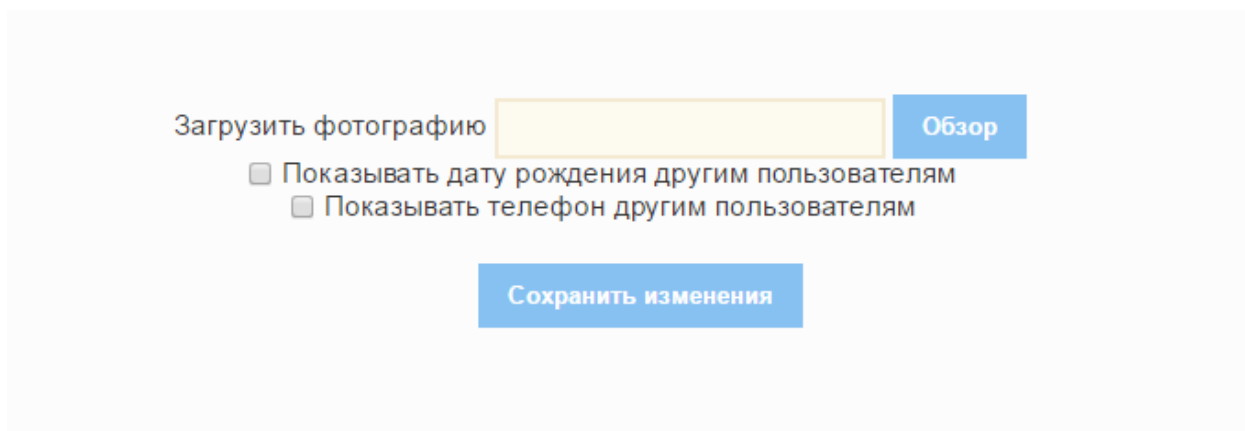 Загрузить фотографию Обзор
Показывать дату рождения другим пользователям
Показывать телефон другим пользователям
Сохранить изменения